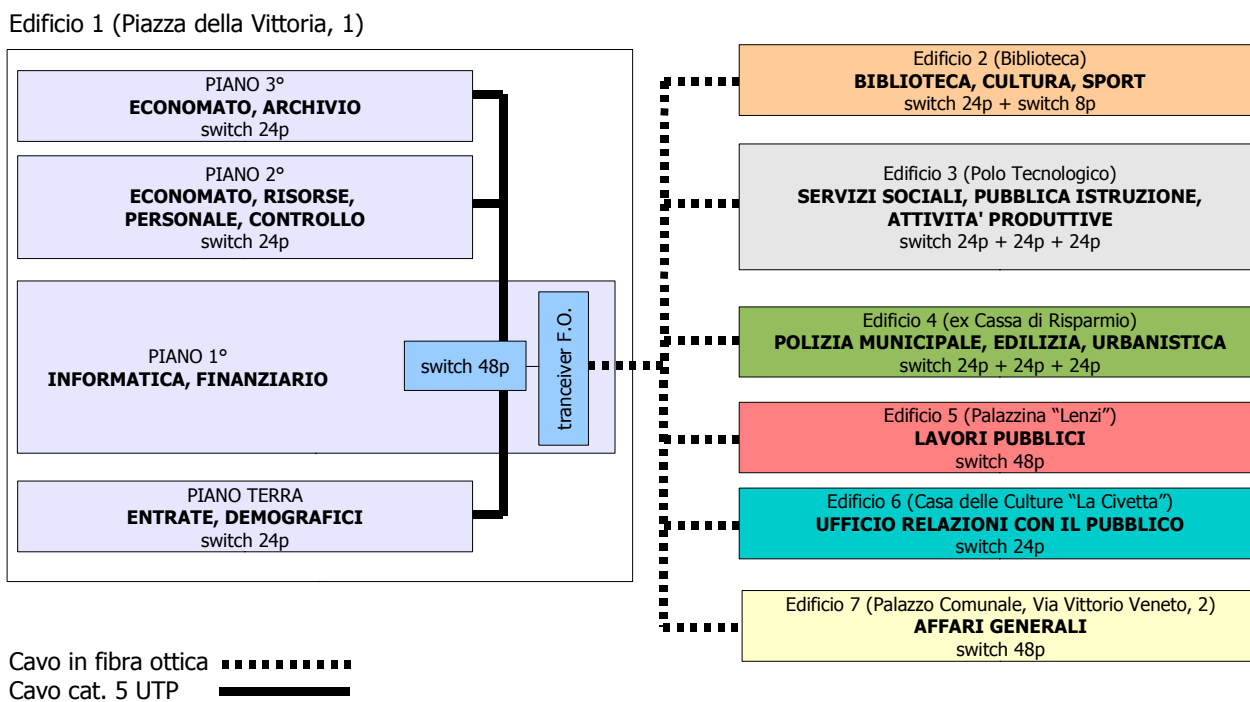 Edificio 1 (Piazza della Vittoria, 1)
PIANO 3°
ECONOMATO, ARCHIVIO
switch 24p
PIANO 2°
ECONOMATO, RISORSE,
PERSONALE, CONTROLLO
switch 24p
PIANO 1°
INFORMATICA, FINANZIARIO
switch 48p
tranceiver F.O.
PIANO TERRA
ENTRATE, DEMOGRAFICI
switch 24p
Edificio 2 (Biblioteca)
BIBLIOTECA, CULTURA, SPORT
switch 24p + switch 8p
Edificio 3 (Polo Tecnologico)
SERVIZI SOCIALI, PUBBLICA ISTRUZIONE,
ATTIVITA' PRODUTTIVE
switch 24p + 24p + 24p
Edificio 4 (ex Cassa di Risparmio)
POLIZIA MUNICIPALE, EDILIZIA, URBANISTICA
switch 24p + 24p + 24p
Edificio 5 (Palazzina “Lenzi”)
LAVORI PUBBLICI
switch 48p
Edificio 6 (Casa delle Culture “La Civetta”)
UFFICIO RELAZIONI CON IL PUBBLICO
switch 24p
Edificio 7 (Palazzo Comunale, Via Vittorio Veneto, 2)
AFFARI GENERALI
switch 48p
Cavo in fibra ottica
Cavo cat. 5 UTP